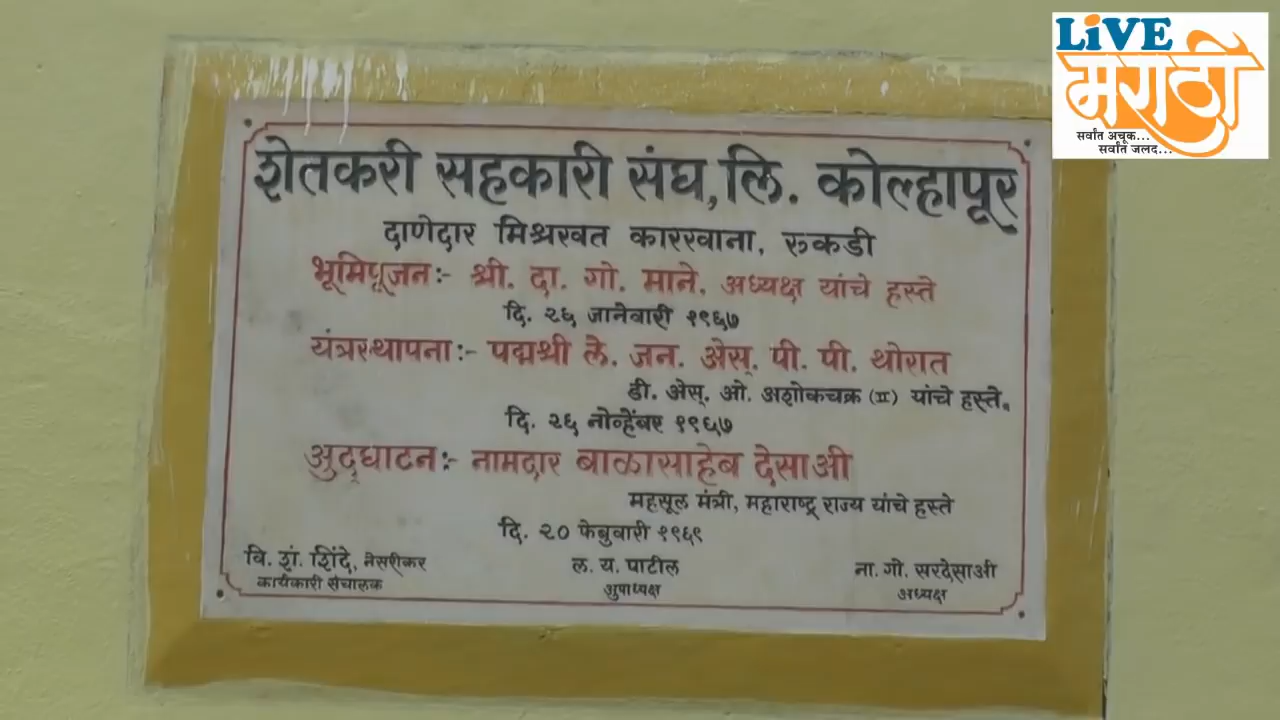 LiVE
मराठी
सर्वात अचूक...
सर्वात जलद...
शेतकरी सहकारी संघ, लि. कोल्हापूर
दाणेदार मिश्रखत कारखाना, रुकडी
भूमिपूजन:- श्री. दा. गो. माने. अध्यक्ष यांचे हस्ते
दि. २६ जानेवारी १९६७
यंत्रस्थापना:- पद्मश्री ले. जन. अेस्. पी. पी. थोरात
डी. अेस्. ओ. अशोकचक्र (II) यांचे हस्ते.
दि. २६ नोव्हेंबर १९६७
अुद्घाटन:- नामदार बाळासाहेब देसाओी
महसूल मंत्री, महाराष्ट्र राज्य यांचे हस्ते
दि. २० फेब्रुवारी १९६९
वि. शं. शिंदे, नेसरीकर
कार्यकारी संचालक
ल. य. पाटील
अुपाध्यक्ष
ना. गो. सरदेसाओी
अध्यक्ष